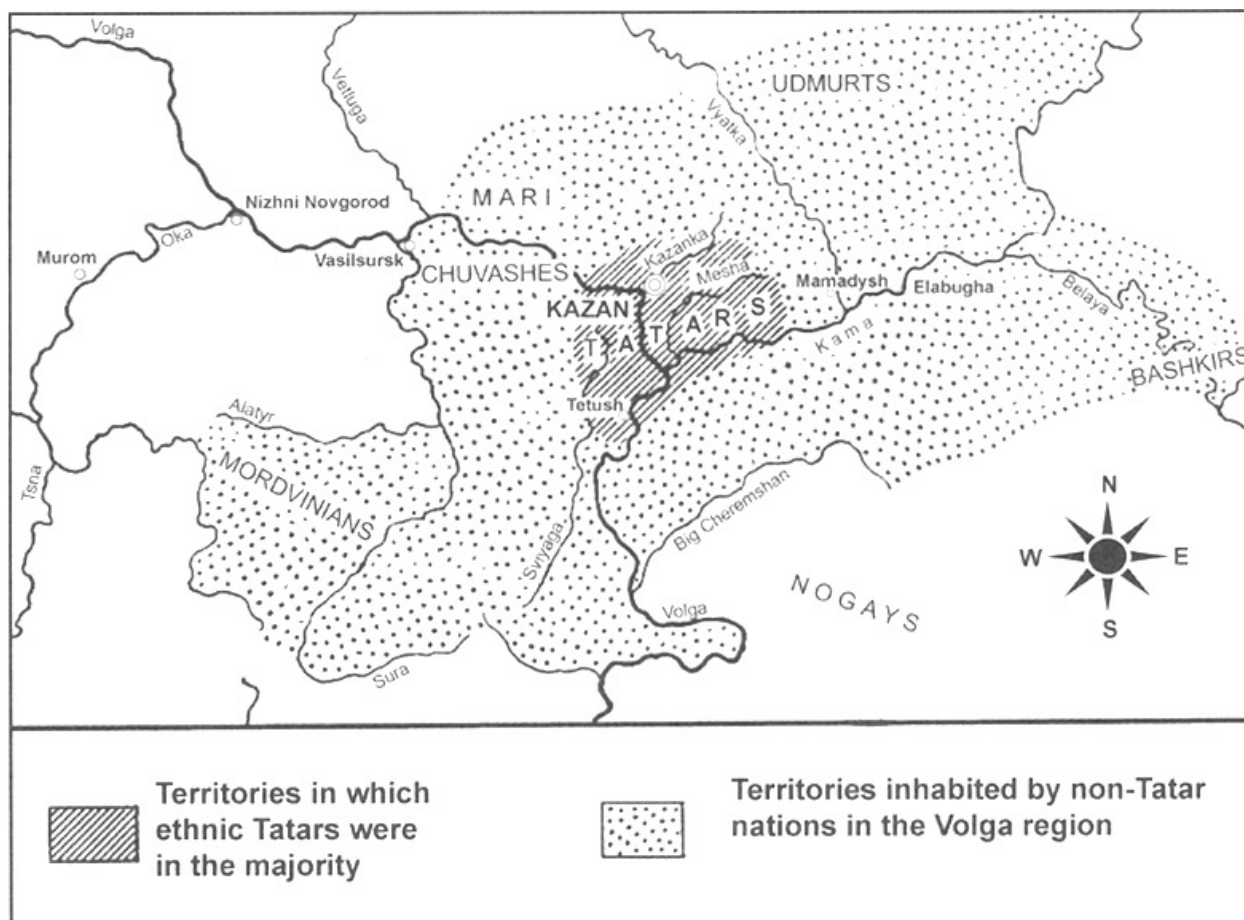 Volga
Vetluga
Vyatka
UDMURTS
MARI
Nizhni Novgorod
Oka
Murom
Vasilsursk
CHUVASHES
Kazanka
Mesha
Mamadysh
Elabugha
Belaya
KAZAN
TATARS
Kama
BASHKIRS
Tetush
Alatyr
MORDVINIANS
Tsna
Sviyaga
Big Cheremshan
NOGAYS
Volga
Sura
N
W
E
S
Territories in which
ethnic Tatars were
in the majority
Territories inhabited by non-Tatar
nations in the Volga region